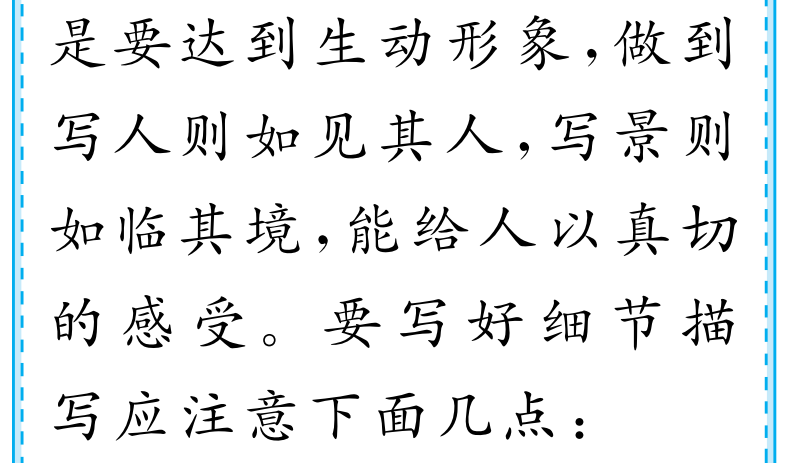 是要达到生动形象,做到
写人则如见其人,写景则
如临其境,能给人以真切
的感受。要写好细节描
写应注意下面几点: